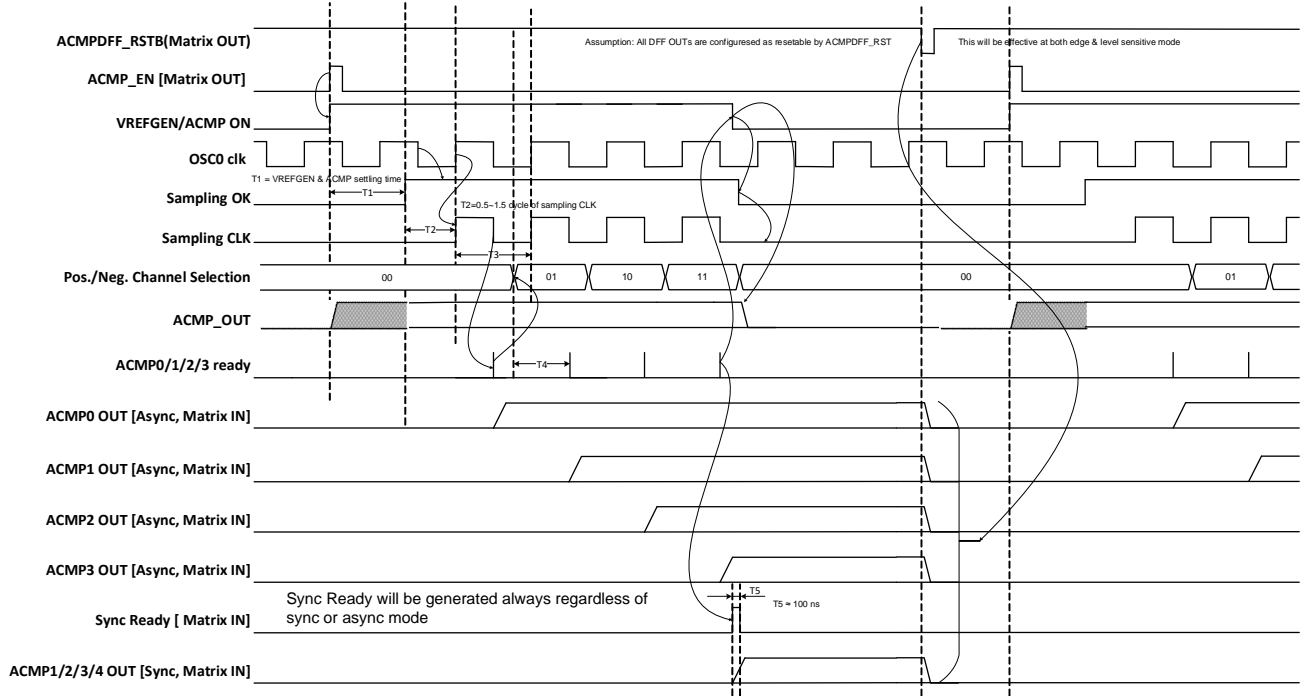 ACMPDFF_RSTB(Matrix OUT)
Assumption: All DFF OUTs are configuresed as resetable by ACMPDFF_RST
This will be effective at both edge & level sensitive mode
ACMP_EN [Matrix OUT]
VREFGEN/ACMP ON
OSC0 clk
T1 = VREFGEN & ACMP settling time
T1
Sampling OK
T2=0.5~1.5 cycle of sampling CLK
T2
Sampling CLK
T3
Pos./Neg. Channel Selection
00
01
10
11
00
01
ACMP_OUT
ACMP0/1/2/3 ready
T4
ACMP0 OUT [Async, Matrix IN]
ACMP1 OUT [Async, Matrix IN]
ACMP2 OUT [Async, Matrix IN]
ACMP3 OUT [Async, Matrix IN]
T5
T5 ≈ 100 ns
Sync Ready will be generated always regardless of
sync or async mode
Sync Ready [ Matrix IN]
ACMP1/2/3/4 OUT [Sync, Matrix IN]